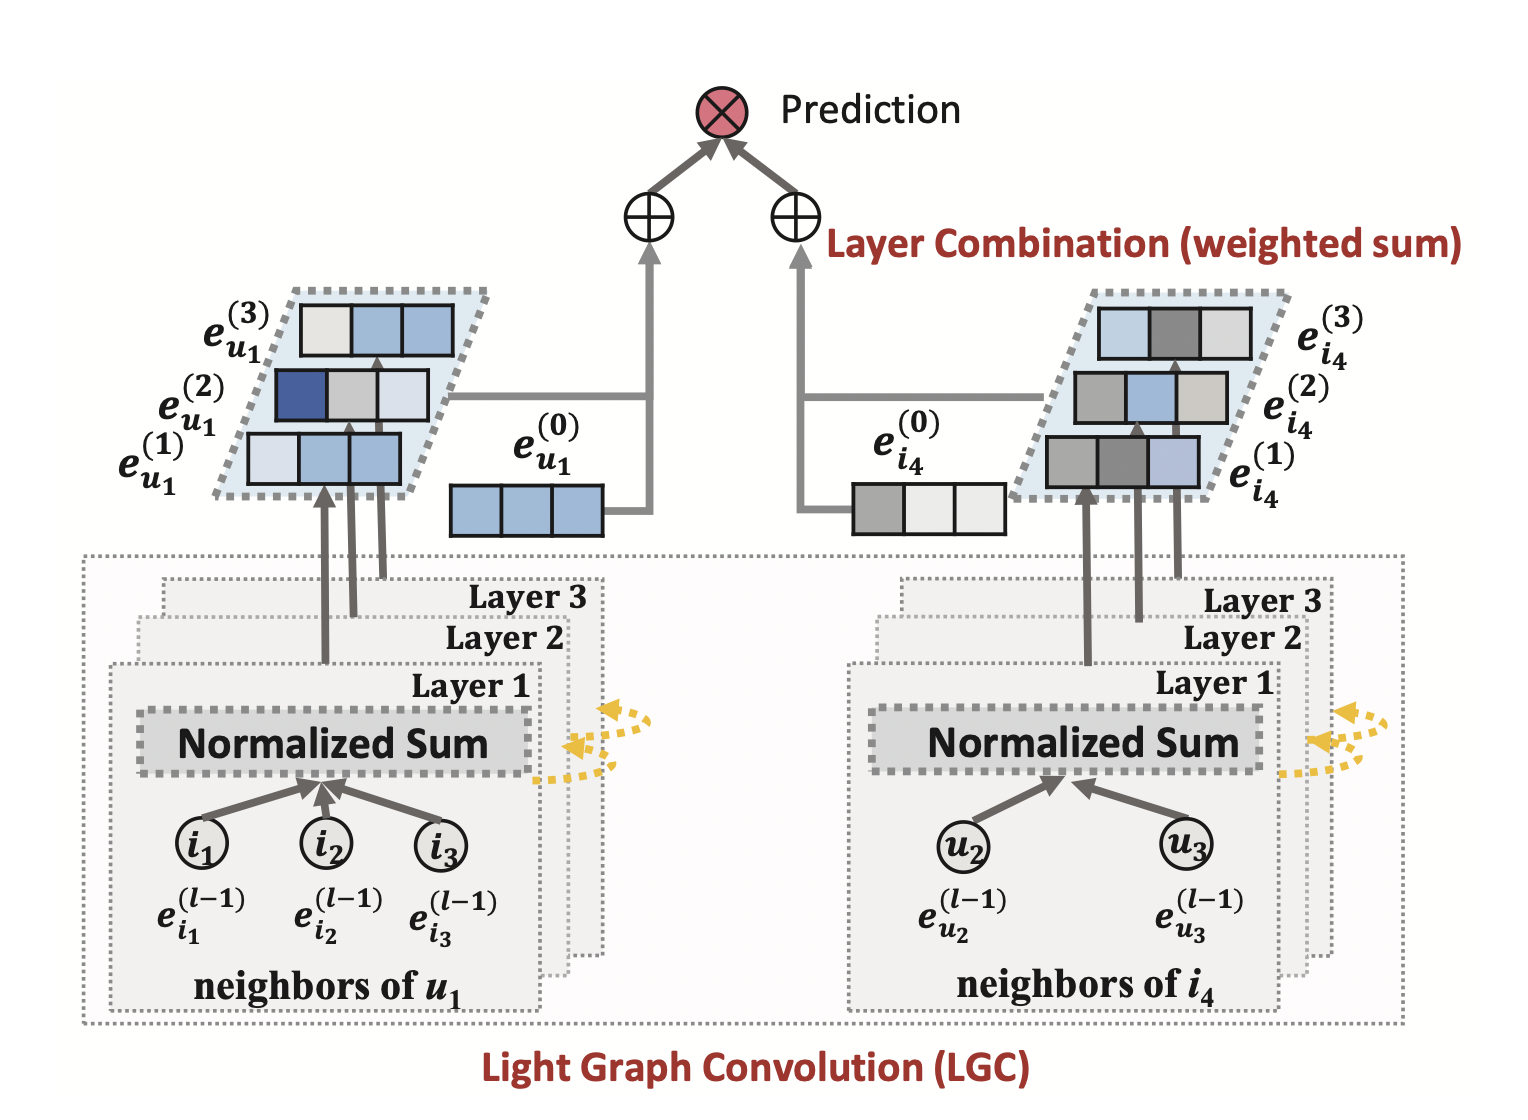 Prediction
Layer Combination (weighted sum)
e_{u_1}^{(3)}
e_{u_1}^{(2)}
e_{u_1}^{(1)}
e_{u_1}^{(0)}
e_{i_4}^{(0)}
e_{i_4}^{(3)}
e_{i_4}^{(2)}
e_{i_4}^{(1)}
Layer 3
Layer 2
Layer 1
Normalized Sum
i_1 i_2 i_3
e_{i_1}^{(l-1)} e_{i_2}^{(l-1)} e_{i_3}^{(l-1)}
neighbors of u_1
Layer 3
Layer 2
Layer 1
Normalized Sum
u_2 u_3
e_{u_2}^{(l-1)} e_{u_3}^{(l-1)}
neighbors of i_4
Light Graph Convolution (LGC)